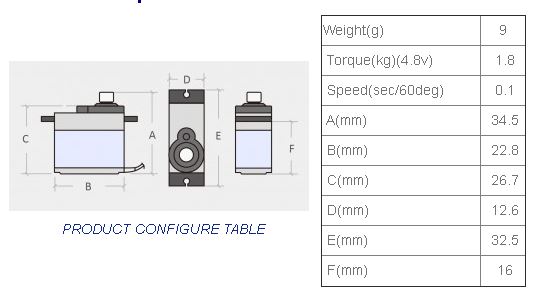 D
C
A
E
F
B
PRODUCT CONFIGURE TABLE
Weight(g) 9
Torque(kg)(4.8v) 1.8
Speed(sec/60deg) 0.1
A(mm) 34.5
B(mm) 22.8
C(mm) 26.7
D(mm) 12.6
E(mm) 32.5
F(mm) 16